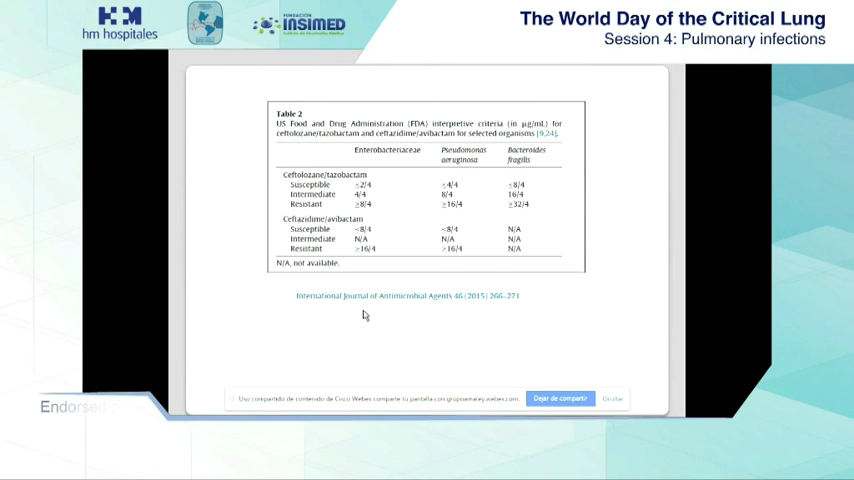 hm hospitales
FUNDACIÓN
INSIMED
The World Day of the Critical Lung
Session 4: Pulmonary infections
Table 2
US Food and Drug Administration (FDA) interpretive criteria (in μg/mL) for
ceftolozane/tazobactam and ceftazidime/avibactam for selected organisms [9,24].
Enterobacteriaceae Pseudomonas aeruginosa Bacteroides fragilis
Ceftolozane/tazobactam
Susceptible ≤2/4 ≤4/4 ≤8/4
Intermediate 4/4 8/4 16/4
Resistant ≥8/4 ≥16/4 ≥32/4
Ceftazidime/avibactam
Susceptible ≤8/4 ≤8/4 N/A
Intermediate N/A N/A N/A
Resistant ≥16/4 ≥16/4 N/A
N/A, not available.
International Journal of Antimicrobial Agents 46 (2015) 266–271
Uso compartido de contenido de Cisco Webex comparte tu pantalla con grupoamarey.webex.com.
Dejar de compartir
Ocultar
Endorsed